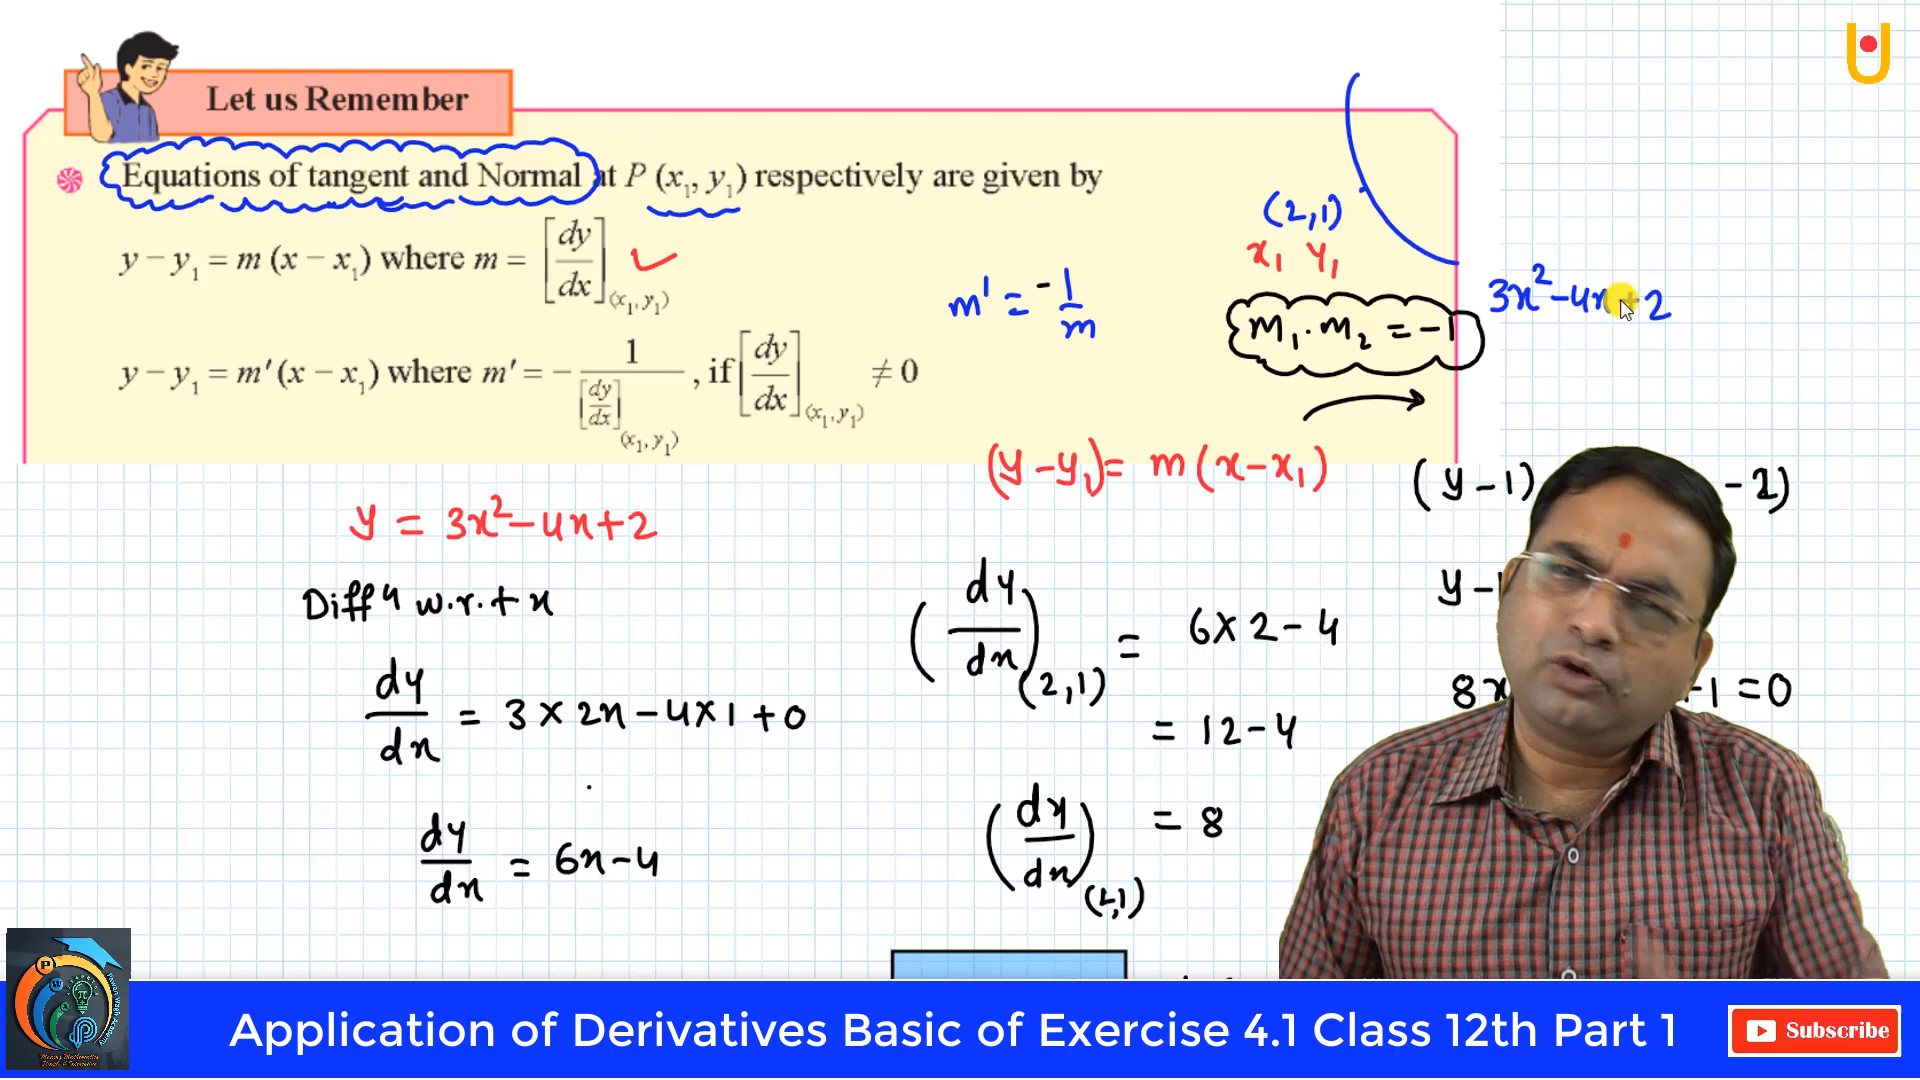 Let us Remember
Equations of tangent and Normal at P (x₁, y₁) respectively are given by
y − y₁ = m (x − x₁) where m = [dy/dx](x₁, y₁)
y − y₁ = m′ (x − x₁) where m′ = − 1/[dy/dx](x₁, y₁) , if [dy/dx](x₁, y₁) ≠ 0
m' = -1/m
(2,1)
x₁ y₁
m₁ . m₂ = -1
3x² - 4x + 2
(y - y₁) = m (x - x₁)
(y - 1)
- 2)
y = 3x² - 4x + 2
Diff w.r.t x
dy/dx = 3 × 2x - 4 × 1 + 0
dy/dx = 6x - 4
(dy/dx)(2,1) = 6 × 2 - 4
= 12 - 4
(dy/dx)(2,1) = 8
y -
8x
-1 = 0
Application of Derivatives Basic of Exercise 4.1 Class 12th Part 1
Subscribe